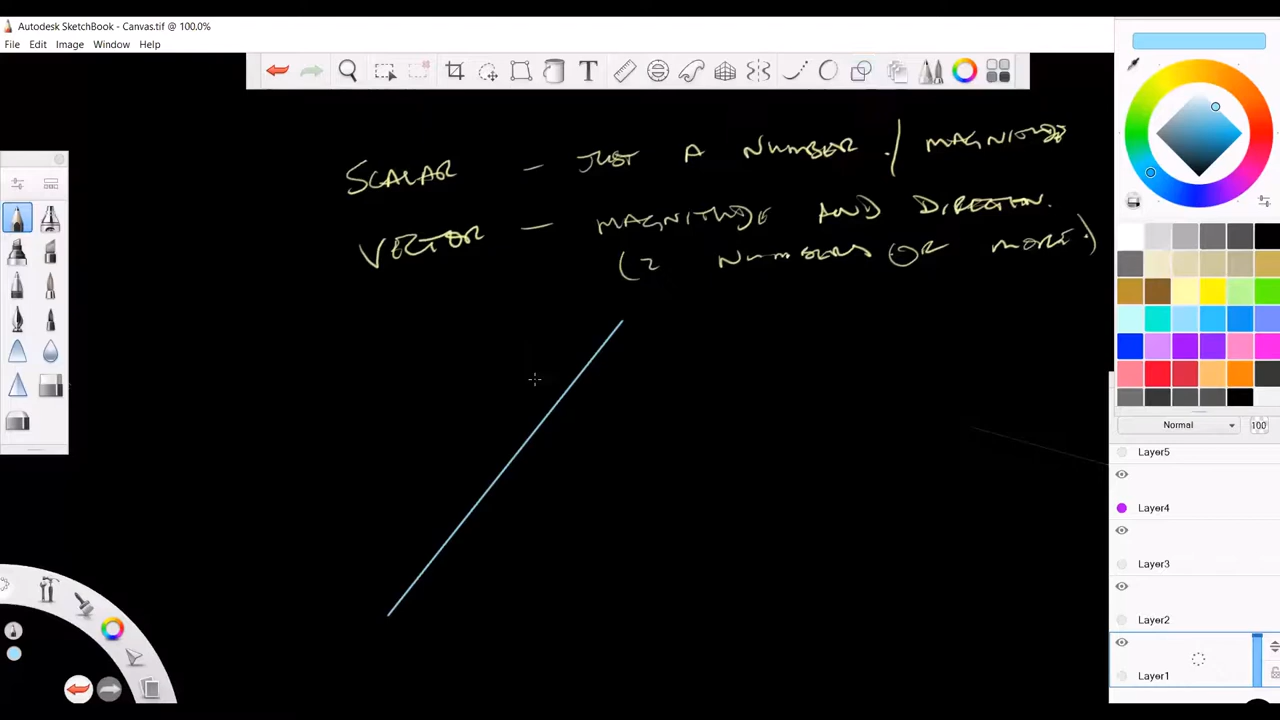 Autodesk SketchBook - Canvas.tif @ 100.0%
File Edit Image Window Help
SCALAR - JUST A NUMBER. / MAGNITUDE
VECTOR - MAGNITUDE AND DIRECTION.
(2 NUMBERS OR MORE.)
Normal 100
Layer5
Layer4
Layer3
Layer2
Layer1